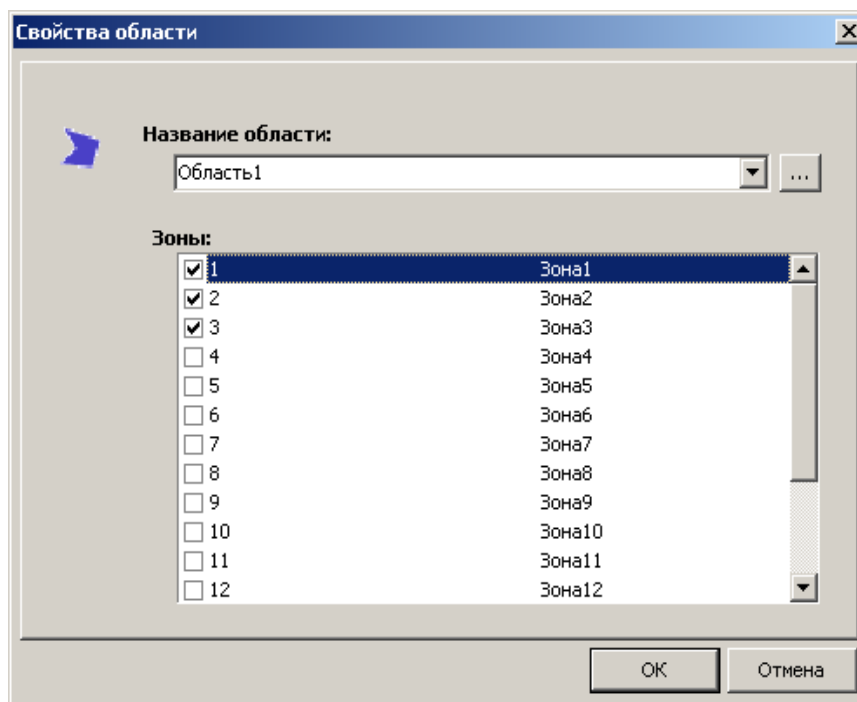 Свойства области
Название области:
Область1
...
Зоны:
1 Зона1
2 Зона2
3 Зона3
4 Зона4
5 Зона5
6 Зона6
7 Зона7
8 Зона8
9 Зона9
10 Зона10
11 Зона11
12 Зона12
ОК Отмена